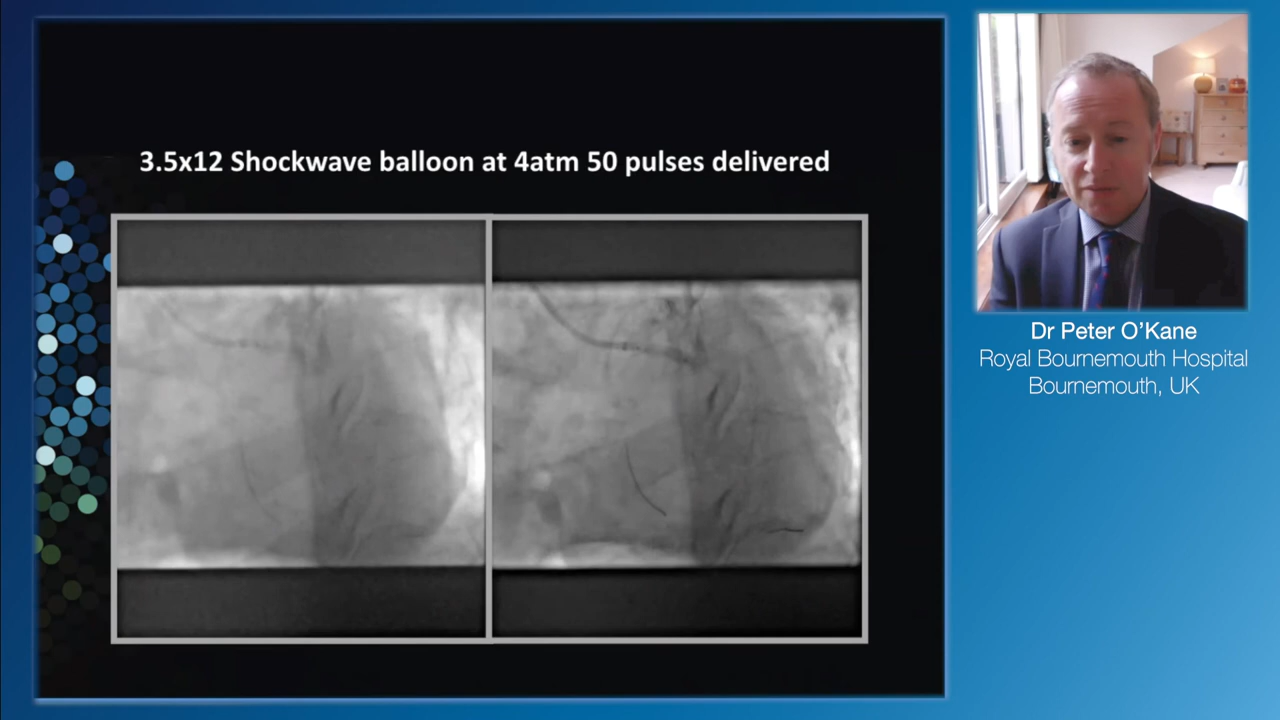 3.5x12 Shockwave balloon at 4atm 50 pulses delivered
Dr Peter O’Kane
Royal Bournemouth Hospital
Bournemouth, UK